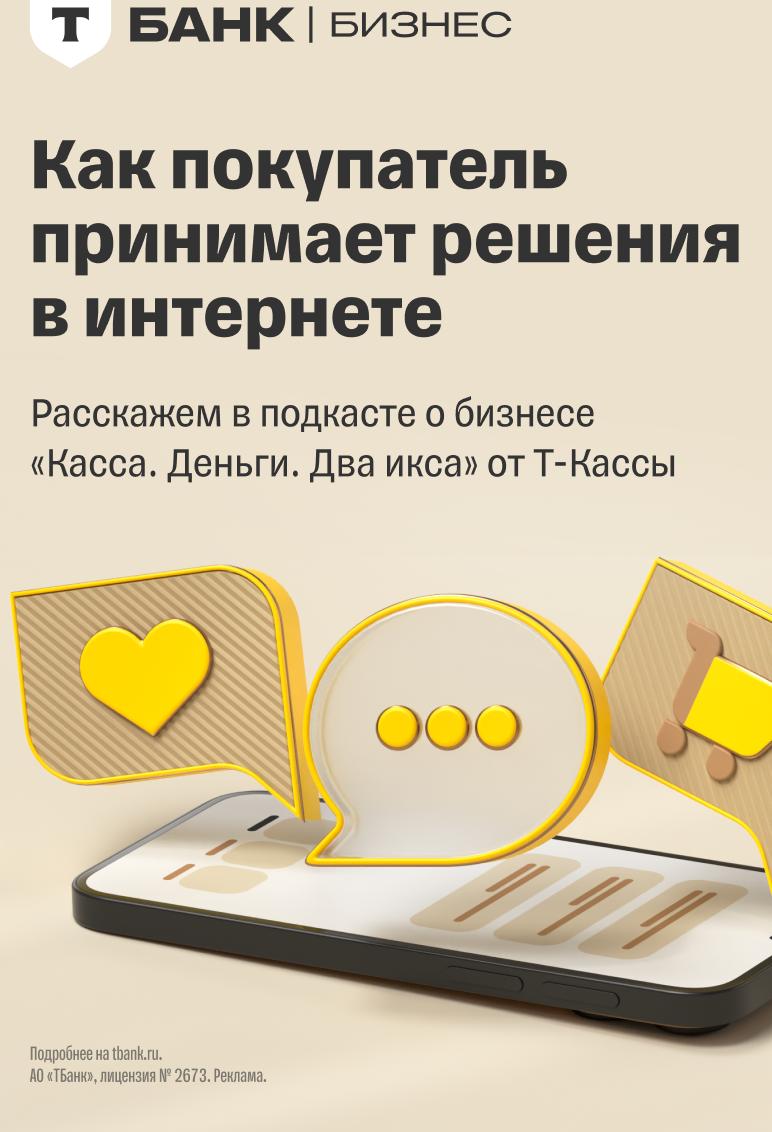 Т БАНК | БИЗНЕС
Как покупатель
принимает решения
в интернете
Расскажем в подкасте о бизнесе
«Касса. Деньги. Два икса» от Т-Кассы
Подробнее на tbank.ru.
АО «ТБанк», лицензия № 2673. Реклама.